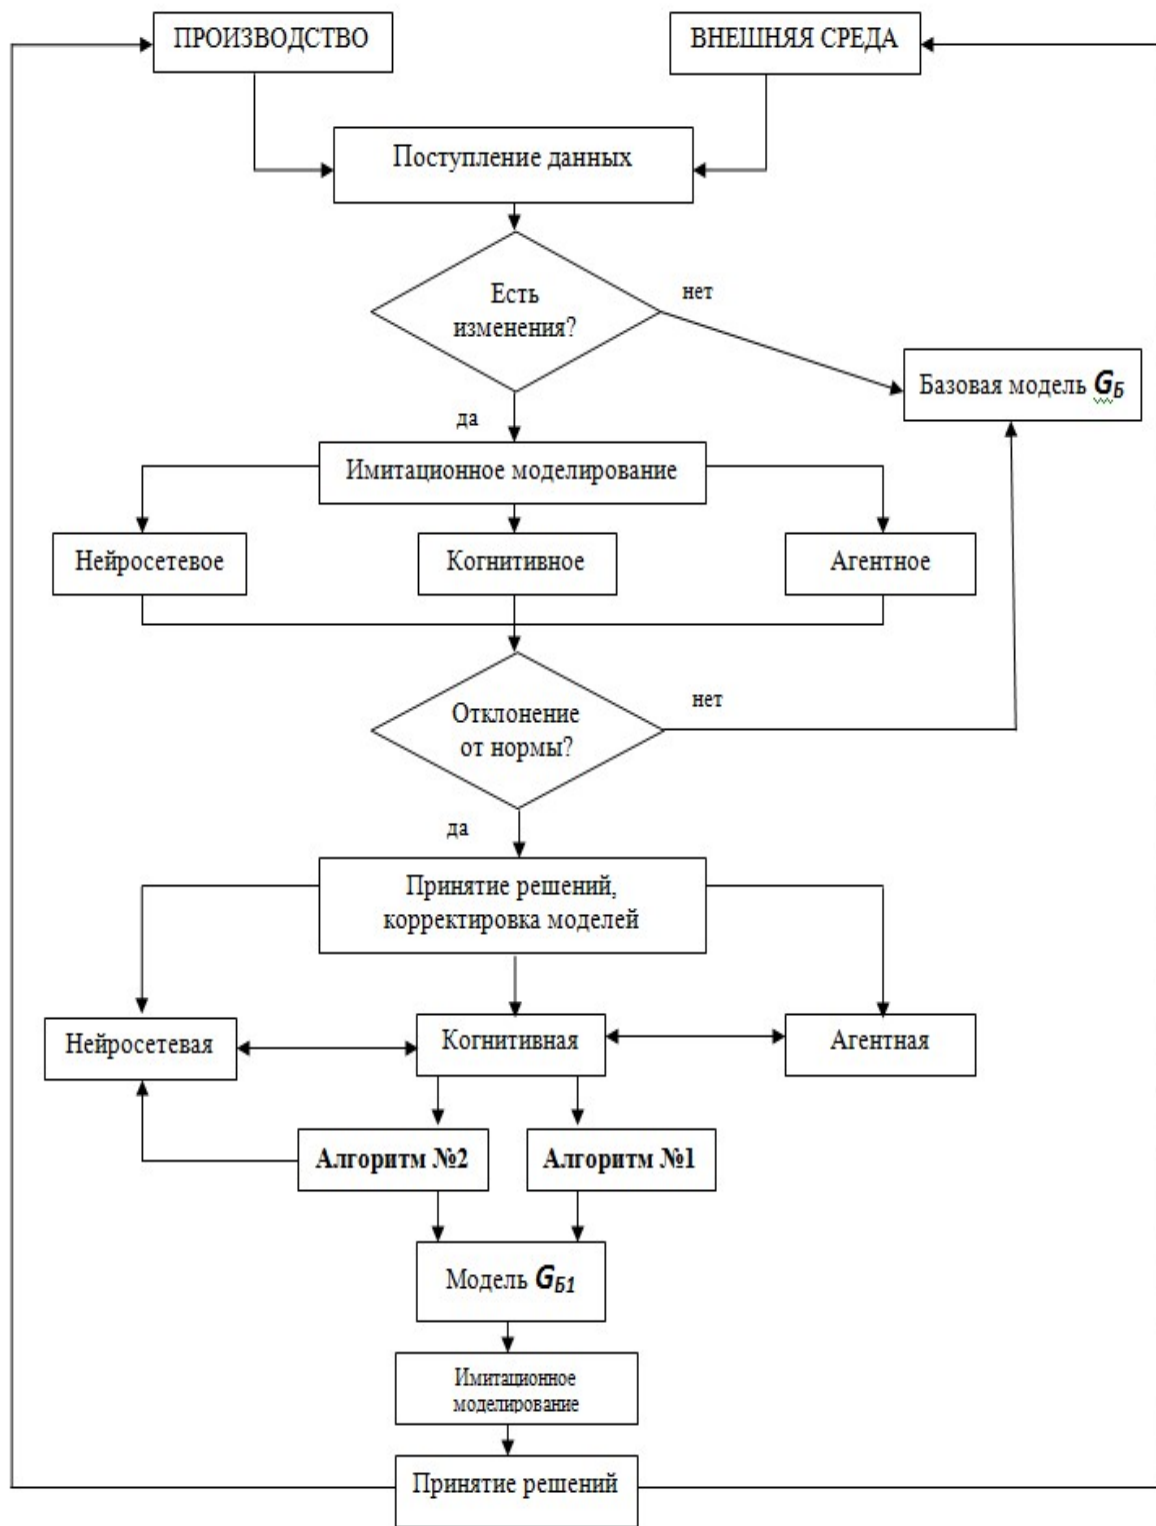 ПРОИЗВОДСТВО
ВНЕШНЯЯ СРЕДА
Поступление данных
Есть
изменения?
нет
Базовая модель GБ
да
Имитационное моделирование
Нейросетевое
Когнитивное
Агентное
Отклонение
от нормы?
нет
да
Принятие решений,
корректировка моделей
Нейросетевая
Когнитивная
Агентная
Алгоритм №2
Алгоритм №1
Модель GБ1
Имитационное
моделирование
Принятие решений